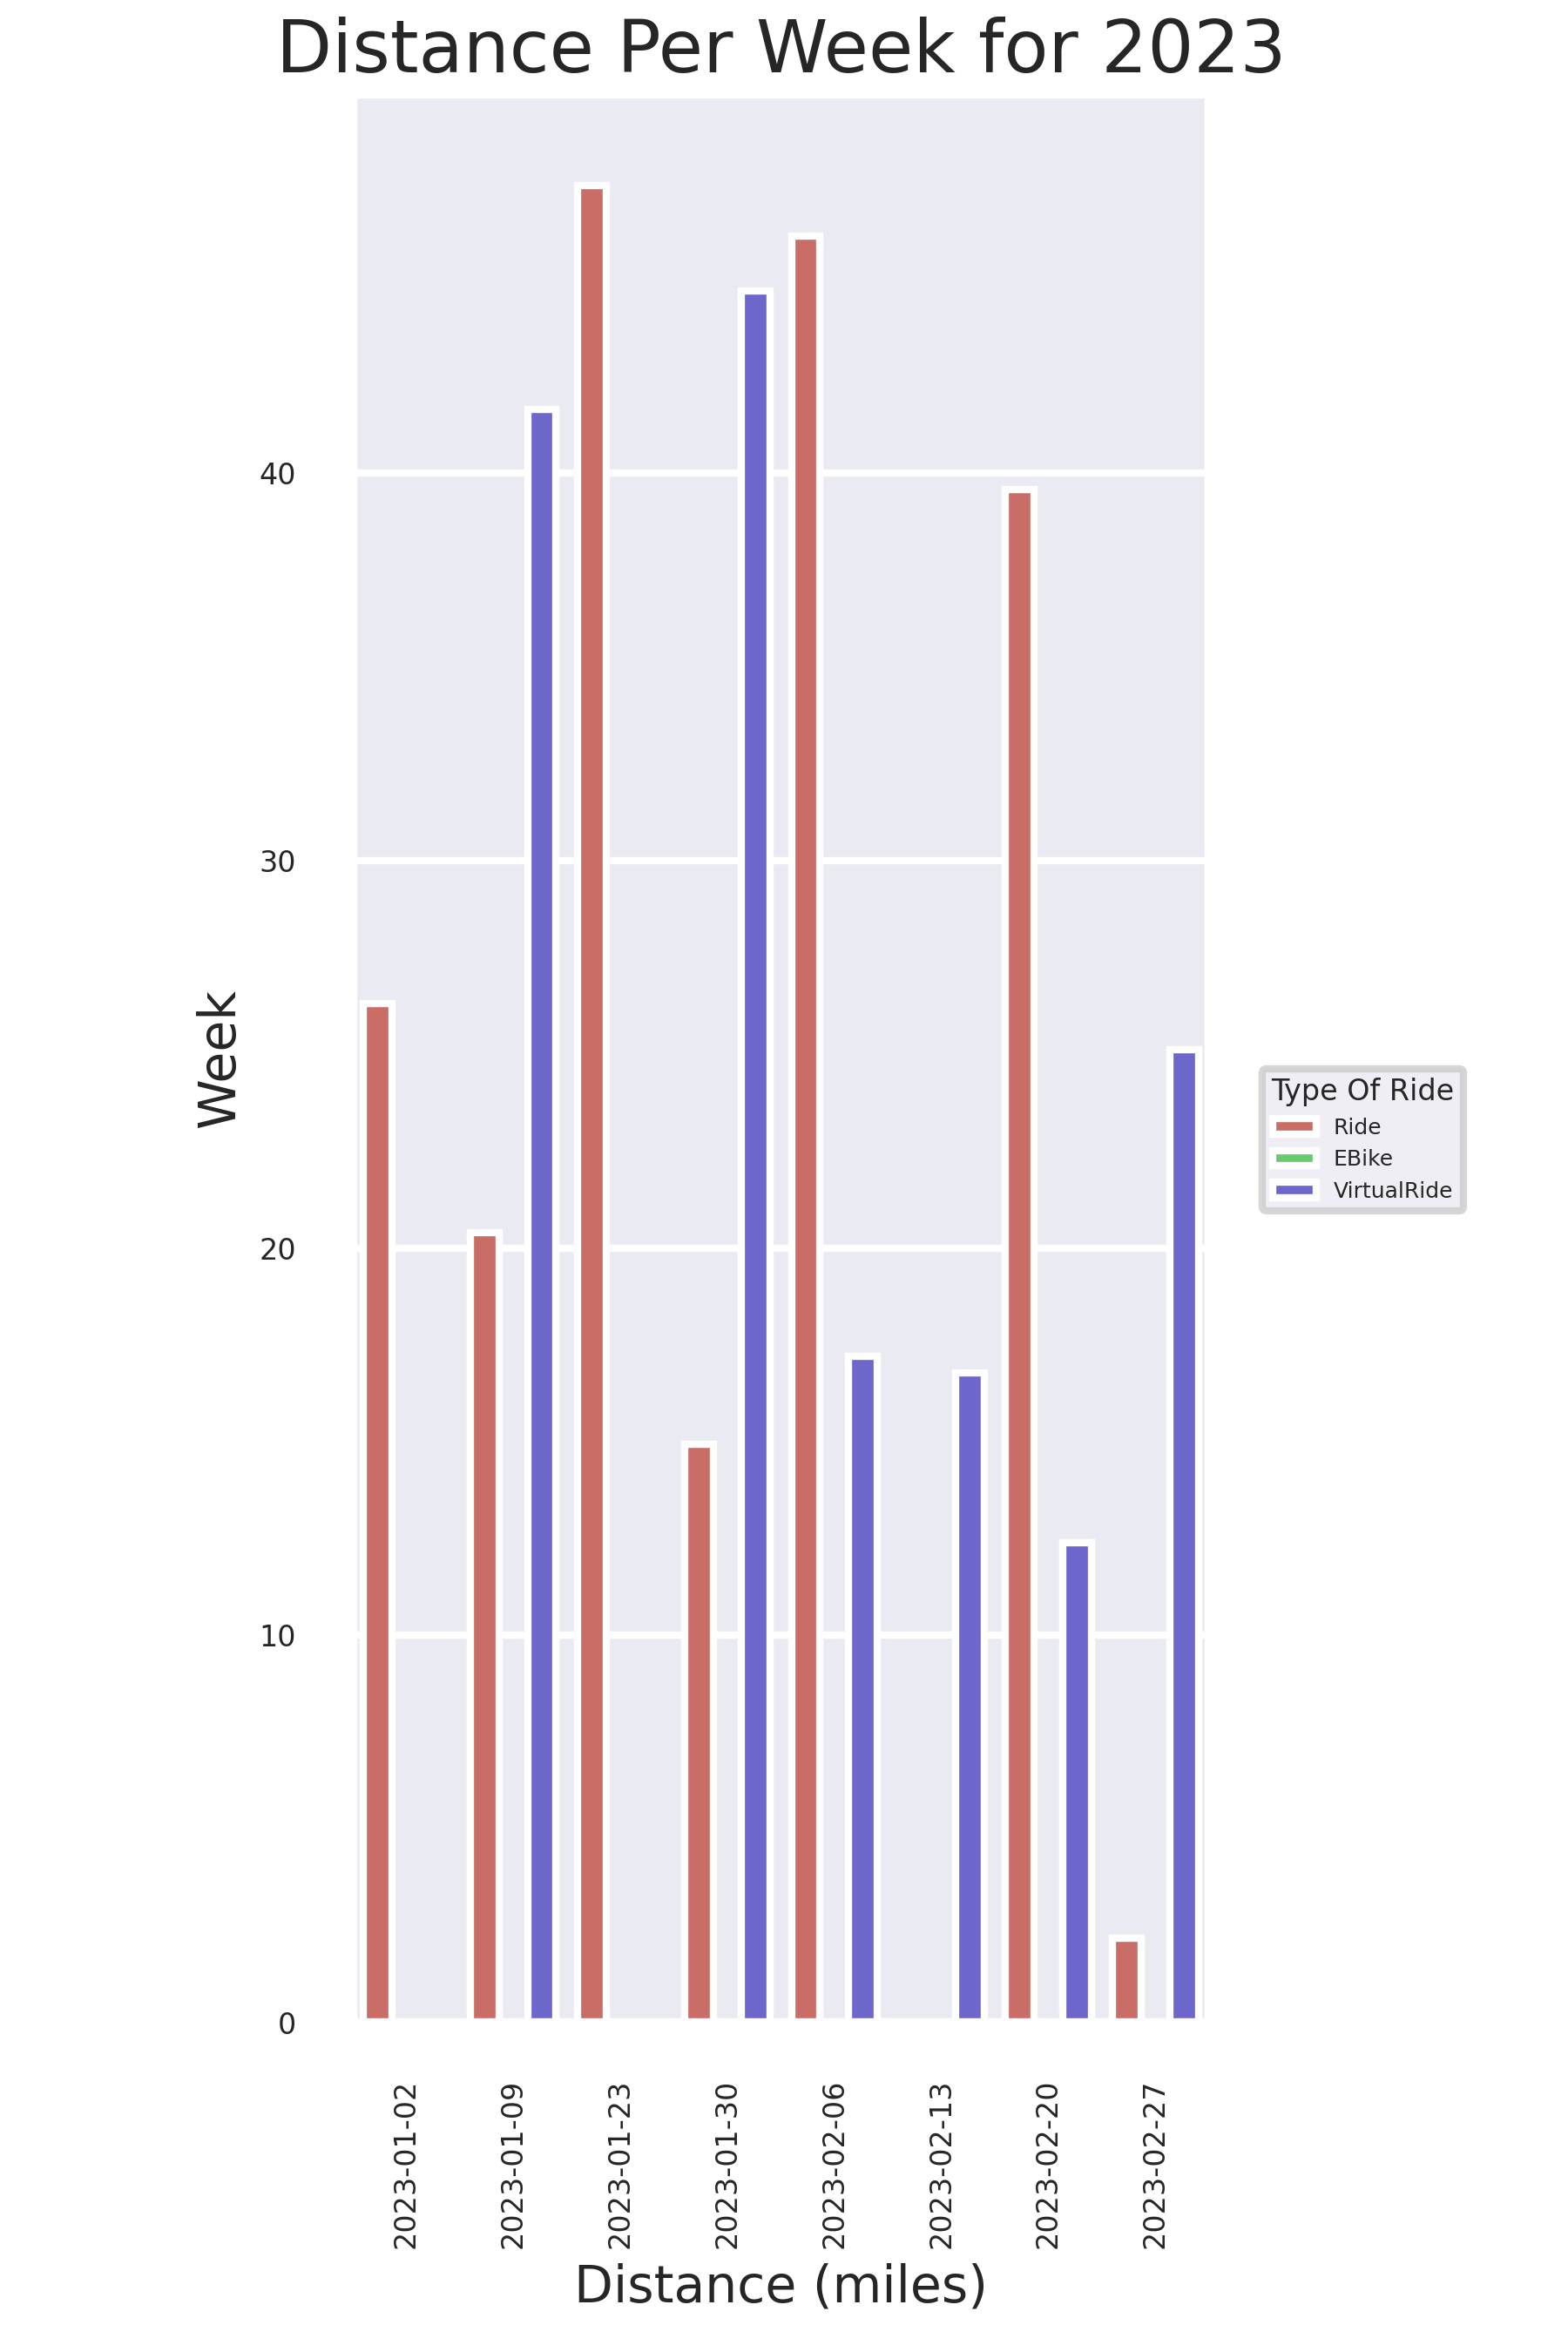 Distance Per Week for 2023
Week
40
30
20
10
0
Type Of Ride
Ride
EBike
VirtualRide
2023-01-02
2023-01-09
2023-01-23
2023-01-30
2023-02-06
2023-02-13
2023-02-20
2023-02-27
Distance (miles)